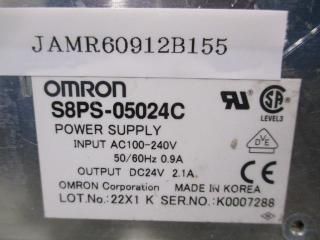 JAMR60912B155
OMRON
S8PS-05024C
POWER SUPPLY
INPUT AC100-240V
50/60Hz 0.9A
OUTPUT DC24V 2.1A
OMRON Corporation MADE IN KOREA
LOT.No.:22X1 K SER.NO.:K0007288
LEVEL3